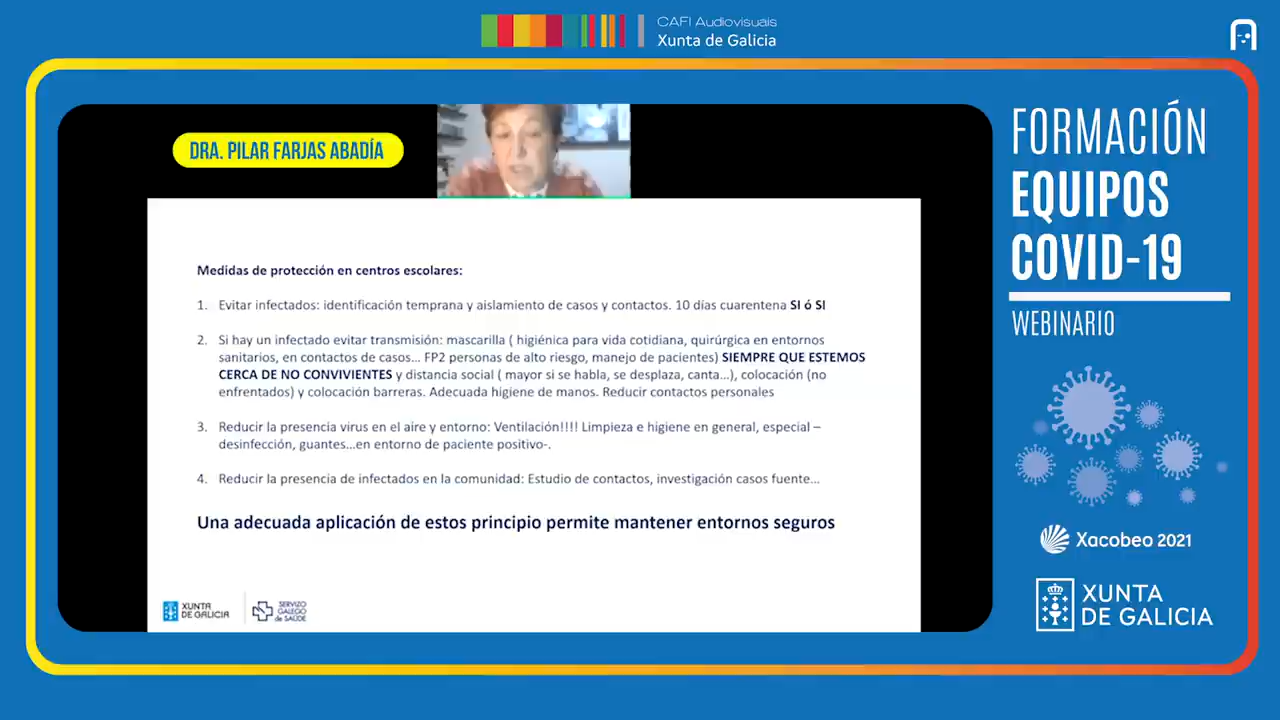 CAFI Audiovisuais
Xunta de Galicia
DRA. PILAR FARJAS ABADÍA
Medidas de protección en centros escolares:
1. Evitar infectados: identificación temprana y aislamiento de casos y contactos. 10 días cuarentena SI ó SI
2. Si hay un infectado evitar transmisión: mascarilla ( higiénica para vida cotidiana, quirúrgica en entornos
sanitarios, en contactos de casos... FP2 personas de alto riesgo, manejo de pacientes) SIEMPRE QUE ESTEMOS
CERCA DE NO CONVIVIENTES y distancia social ( mayor si se habla, se desplaza, canta...), colocación (no
enfrentados) y colocación barreras. Adecuada higiene de manos. Reducir contactos personales
3. Reducir la presencia virus en el aire y entorno: Ventilación!!!! Limpieza e higiene en general, especial –
desinfección, guantes...en entorno de paciente positivo-.
4. Reducir la presencia de infectados en la comunidad: Estudio de contactos, investigación casos fuente...
Una adecuada aplicación de estos principio permite mantener entornos seguros
XUNTA
DE GALICIA
SERVIZO
GALEGO
de SAÚDE
FORMACIÓN
EQUIPOS
COVID-19
WEBINARIO
Xacobeo 2021
XUNTA
DE GALICIA